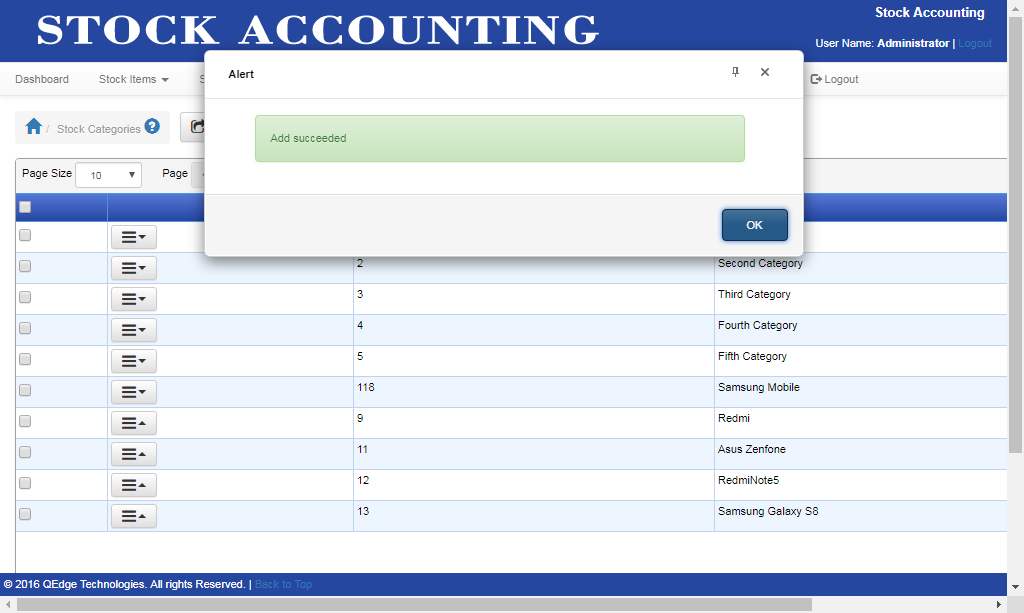 STOCK ACCOUNTING
Stock Accounting
User Name: Administrator | Logout
Dashboard
Stock Items
Logout
Alert
Add succeeded
OK
Stock Categories
Page Size
10
Page
2
Second Category
3
Third Category
4
Fourth Category
5
Fifth Category
118
Samsung Mobile
9
Redmi
11
Asus Zenfone
12
RedmiNote5
13
Samsung Galaxy S8
© 2016 QEdge Technologies. All rights Reserved. | Back to Top